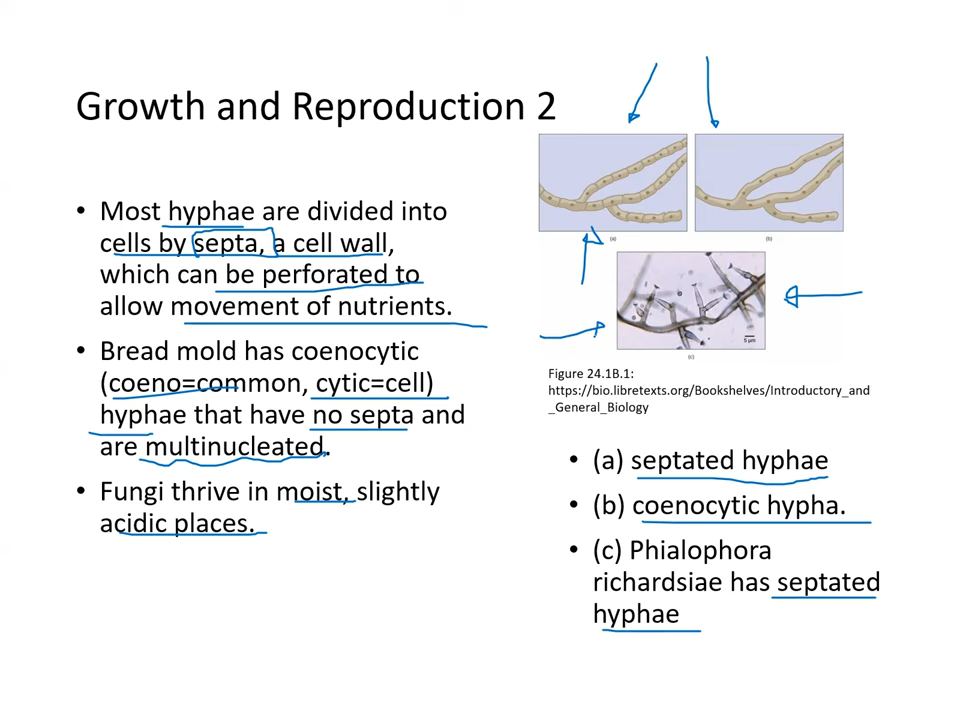 Growth and Reproduction 2
• Most hyphae are divided into
cells by septa, a cell wall,
which can be perforated to
allow movement of nutrients.
• Bread mold has coenocytic
(coeno=common, cytic=cell)
hyphae that have no septa and
are multinucleated.
• Fungi thrive in moist, slightly
acidic places.
(a)
(b)
5 µm
(c)
Figure 24.1B.1:
https://bio.libretexts.org/Bookshelves/Introductory_and
_General_Biology
• (a) septated hyphae
• (b) coenocytic hypha.
• (c) Phialophora
richardsiae has septated
hyphae